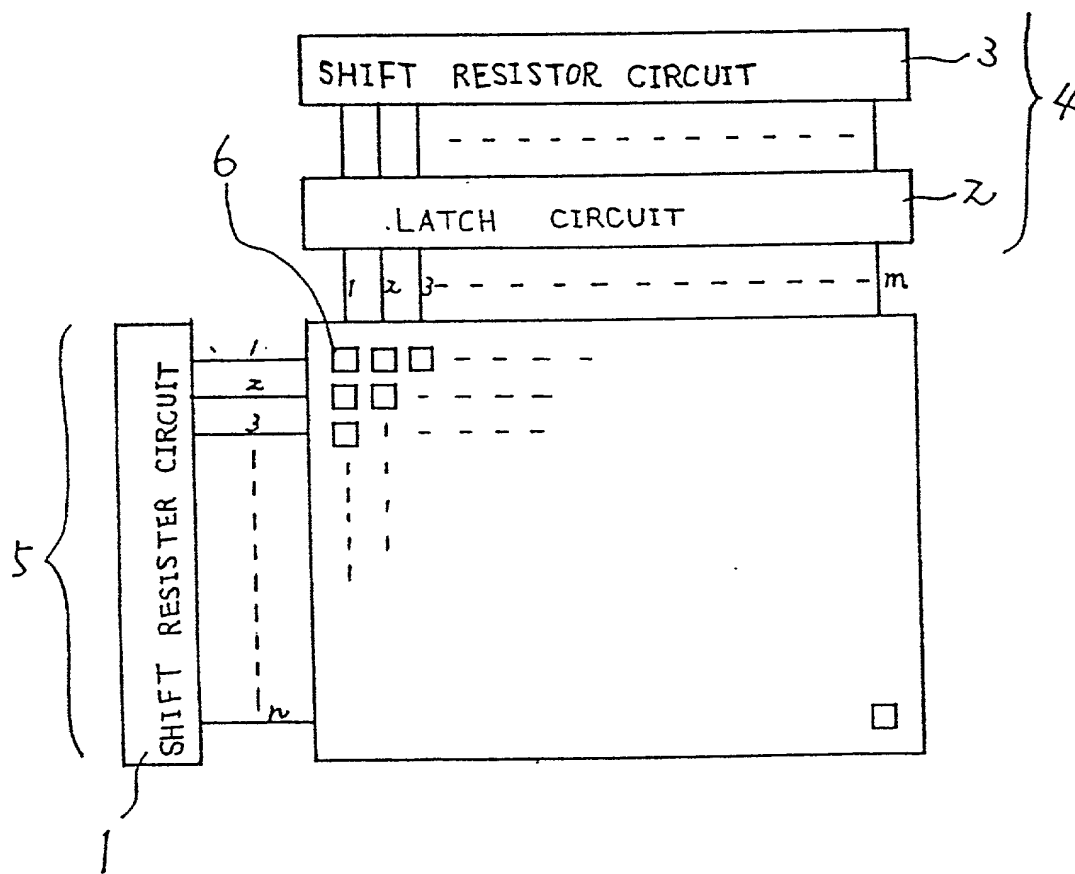 SHIFT RESISTOR CIRCUIT
3
4
6
.LATCH CIRCUIT
2
1 2 3 m
SHIFT RESISTER CIRCUIT
1
2
3
n
5
1